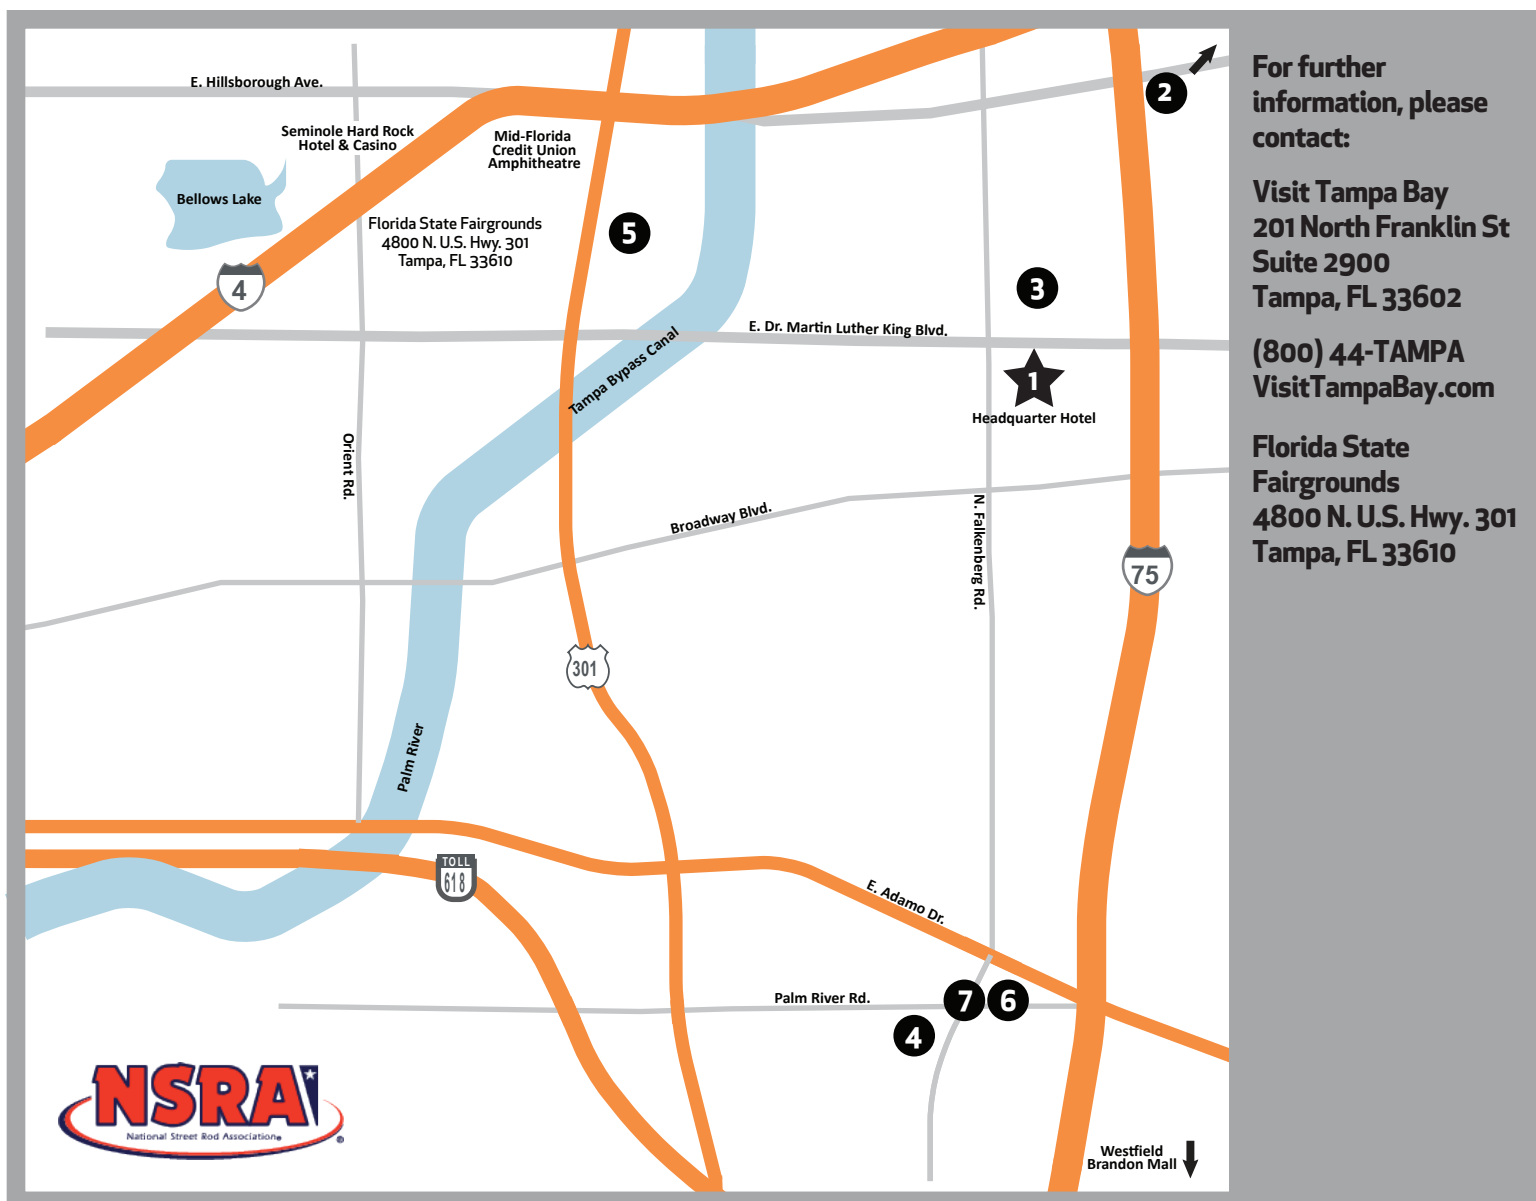 E. Hillsborough Ave.
Seminole Hard Rock
Hotel & Casino
Mid-Florida
Credit Union
Amphitheatre
2
Bellows Lake
Florida State Fairgrounds
4800 N. U.S. Hwy. 301
Tampa, FL 33610
5
4
3
E. Dr. Martin Luther King Blvd.
Tampa Bypass Canal
1
Headquarter Hotel
Orient Rd.
Broadway Blvd.
N. Falkenberg Rd.
75
301
Palm River
TOLL
618
E. Adamo Dr.
Palm River Rd.
7
6
4
NSRA
National Street Rod Association®
®
Westfield
Brandon Mall
For further
information, please
contact:
Visit Tampa Bay
201 North Franklin St
Suite 2900
Tampa, FL 33602
(800) 44-TAMPA
VisitTampaBay.com
Florida State
Fairgrounds
4800 N. U.S. Hwy. 301
Tampa, FL 33610